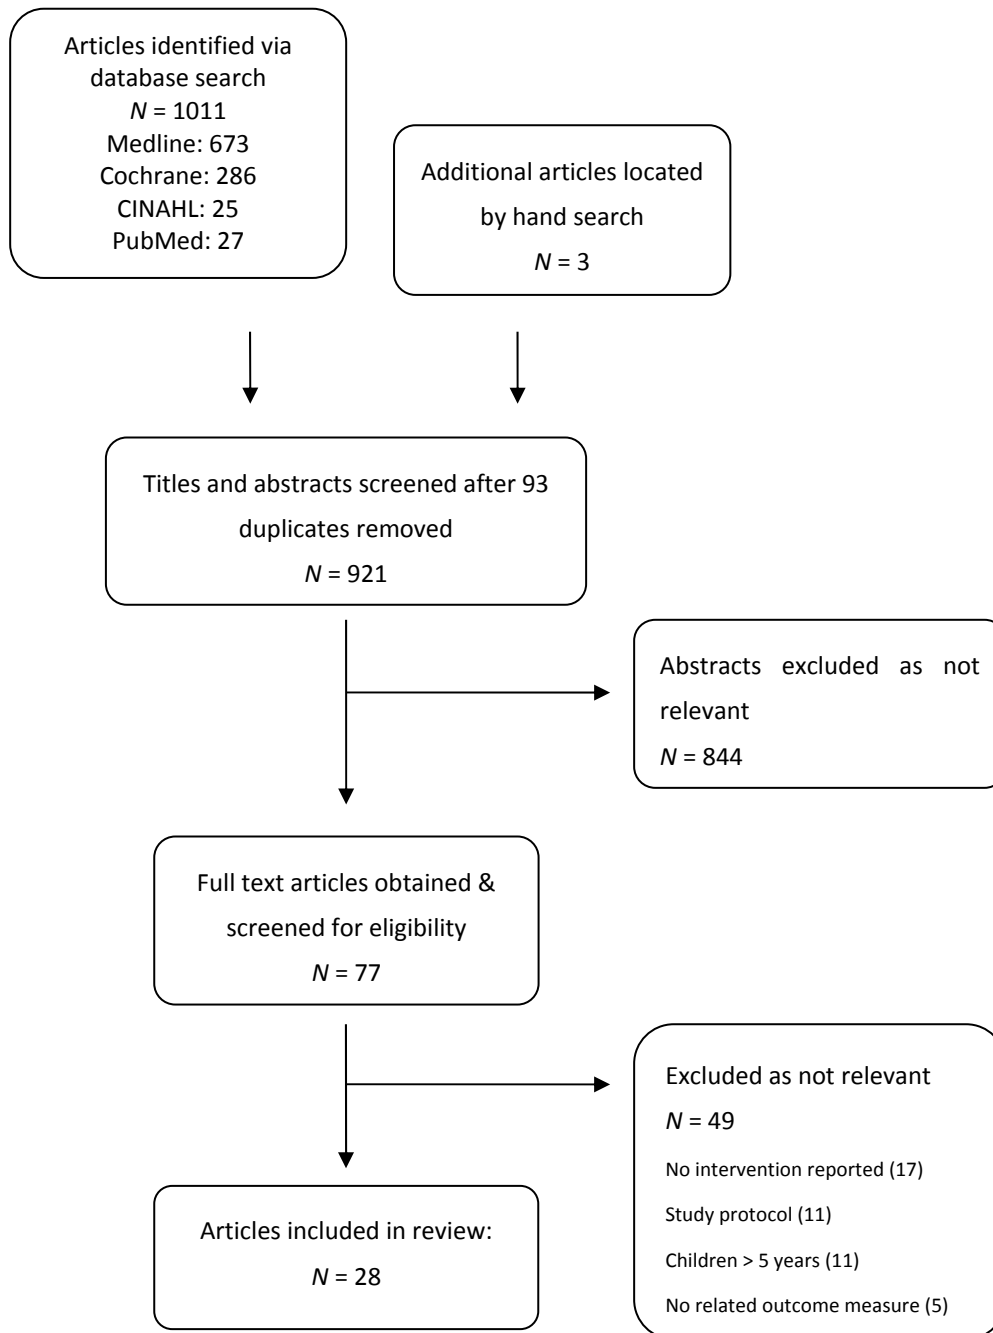 Articles identified via
database search
N = 1011
Medline: 673
Cochrane: 286
CINAHL: 25
PubMed: 27
Additional articles located
by hand search
N = 3
Titles and abstracts screened after 93
duplicates removed
N = 921
Abstracts excluded as not
relevant
N = 844
Full text articles obtained &
screened for eligibility
N = 77
Excluded as not relevant
N = 49
No intervention reported (17)
Study protocol (11)
Children > 5 years (11)
No related outcome measure (5)
Articles included in review:
N = 28